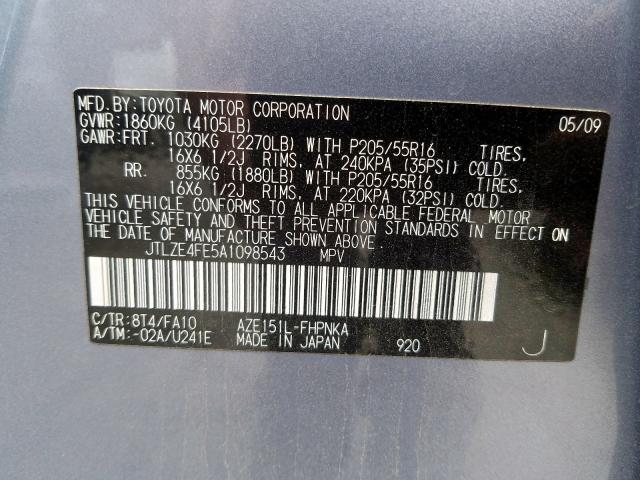 MFD.BY:TOYOTA MOTOR CORPORATION 05/09
GVWR:1860KG (4105LB)
GAWR:FRT. 1030KG (2270LB) WITH P205/55R16 TIRES,
16X6 1/2J RIMS, AT 240KPA (35PSI) COLD.
RR. 855KG (1880LB) WITH P205/55R16 TIRES,
16X6 1/2J RIMS, AT 220KPA (32PSI) COLD.
THIS VEHICLE CONFORMS TO ALL APPLICABLE FEDERAL MOTOR
VEHICLE SAFETY AND THEFT PREVENTION STANDARDS IN EFFECT ON
THE DATE OF MANUFACTURE SHOWN ABOVE.
JTLZE4FE5A1098543 MPV
C/TR:8T4/FA10 AZE151L-FHPNKA
A/TM:-02A/U241E MADE IN JAPAN 920 J